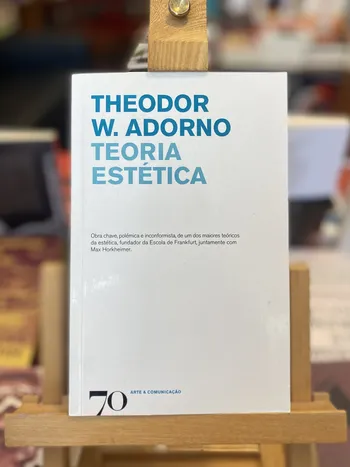 THEODOR
W. ADORNO
TEORIA
ESTÉTICA
Obra chave, polémica e inconformista, de um dos maiores teóricos
da estética, fundador da Escola de Frankfurt, juntamente com
Max Horkheimer.
70 ARTE & COMUNICAÇÃO